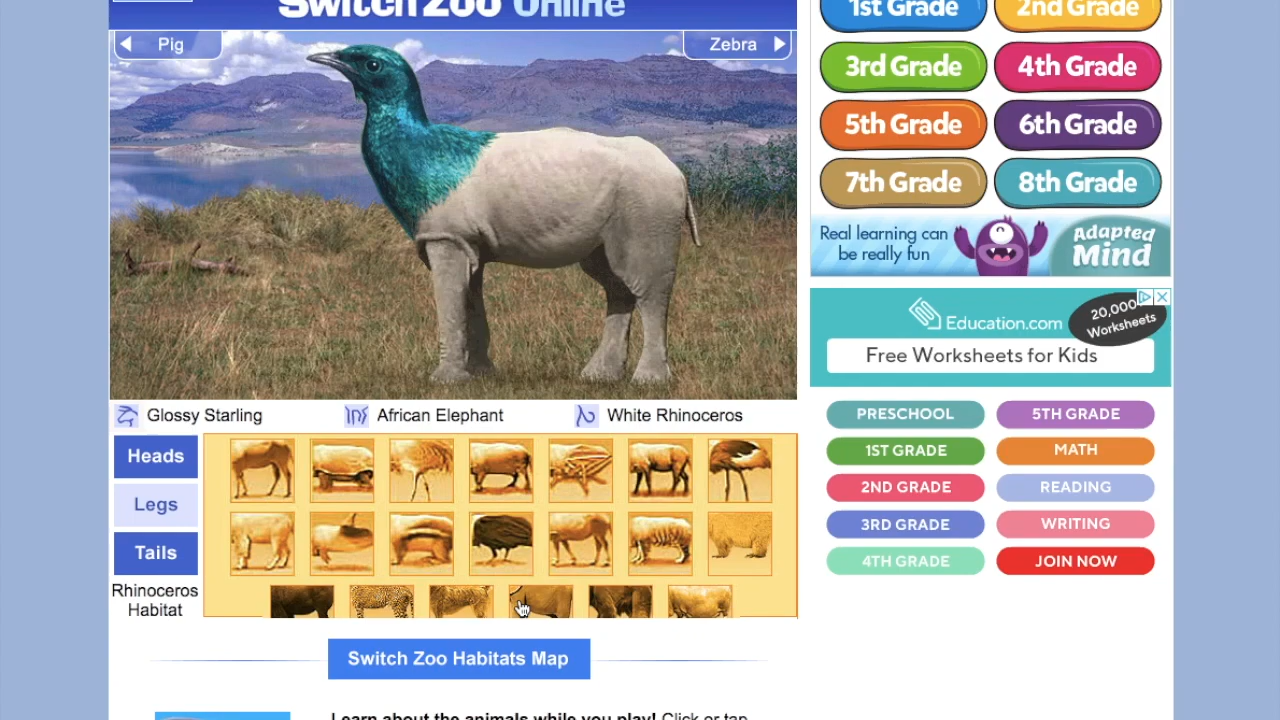 Switch Zoo Online
Pig
Zebra
Glossy Starling
African Elephant
White Rhinoceros
Heads
Legs
Tails
Rhinoceros
Habitat
Switch Zoo Habitats Map
Learn about the animals while you play! Click or tap
1st Grade
2nd Grade
3rd Grade
4th Grade
5th Grade
6th Grade
7th Grade
8th Grade
Real learning can
be really fun
Adapted
Mind
Education.com
20,000+
Worksheets
Free Worksheets for Kids
PRESCHOOL
5TH GRADE
1ST GRADE
MATH
2ND GRADE
READING
3RD GRADE
WRITING
4TH GRADE
JOIN NOW